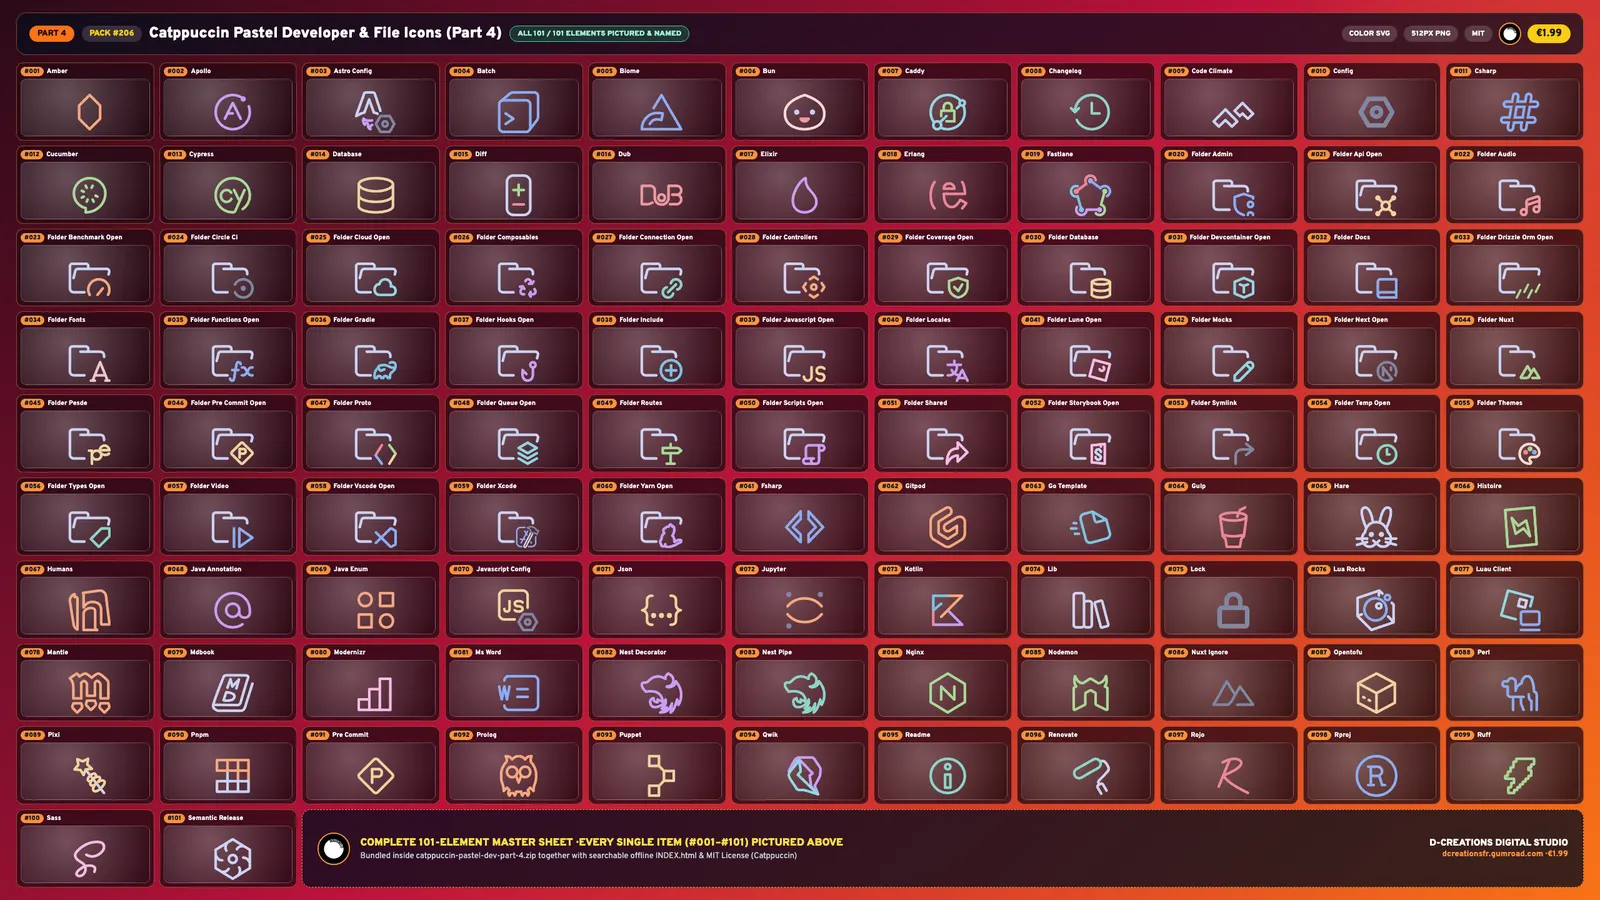 PART 4 PACK #206 Catppuccin Pastel Developer & File Icons (Part 4) ALL 101 / 101 ELEMENTS PICTURED & NAMED COLOR SVG 512PX PNG MIT €1.99
#001 Amber #002 Apollo #003 Astro Config #004 Batch #005 Biome #006 Bun #007 Caddy #008 Changelog #009 Code Climate #010 Config #011 Csharp
#012 Cucumber #013 Cypress #014 Database #015 Diff #016 Dub #017 Elixir #018 Erlang #019 Fastlane #020 Folder Admin #021 Folder Api Open #022 Folder Audio
cy DUB
#023 Folder Benchmark Open #024 Folder Circle Ci #025 Folder Cloud Open #026 Folder Composables #027 Folder Connection Open #028 Folder Controllers #029 Folder Coverage Open #030 Folder Database #031 Folder Devcontainer Open #032 Folder Docs #033 Folder Drizzle Orm Open
#034 Folder Fonts #035 Folder Functions Open #036 Folder Gradle #037 Folder Hooks Open #038 Folder Include #039 Folder Javascript Open #040 Folder Locales #041 Folder Lune Open #042 Folder Mocks #043 Folder Next Open #044 Folder Nuxt
A fx JS 文A N
#045 Folder Pesde #046 Folder Pre Commit Open #047 Folder Proto #048 Folder Queue Open #049 Folder Routes #050 Folder Scripts Open #051 Folder Shared #052 Folder Storybook Open #053 Folder Symlink #054 Folder Temp Open #055 Folder Themes
pe P S
#056 Folder Types Open #057 Folder Video #058 Folder Vscode Open #059 Folder Xcode #060 Folder Yarn Open #061 Fsharp #062 Gitpod #063 Go Template #064 Gulp #065 Hare #066 Histoire
#067 Humans #068 Java Annotation #069 Java Enum #070 Javascript Config #071 Json #072 Jupyter #073 Kotlin #074 Lib #075 Lock #076 Lua Rocks #077 Luau Client
h @ JS {...}
#078 Mantle #079 Mdbook #080 Modernizr #081 Ms Word #082 Nest Decorator #083 Nest Pipe #084 Nginx #085 Nodemon #086 Nuxt Ignore #087 Opentofu #088 Perl
MD W N
#089 Pixi #090 Pnpm #091 Pre Commit #092 Prolog #093 Puppet #094 Qwik #095 Readme #096 Renovate #097 Rojo #098 Rproj #099 Ruff
P i R R
#100 Sass #101 Semantic Release
COMPLETE 101-ELEMENT MASTER SHEET · EVERY SINGLE ITEM (#001–#101) PICTURED ABOVE
Bundled inside catppuccin-pastel-dev-part-4.zip together with searchable offline INDEX.html & MIT License (Catppuccin)
D-CREATIONS DIGITAL STUDIO
dcreationsfr.gumroad.com · €1.99